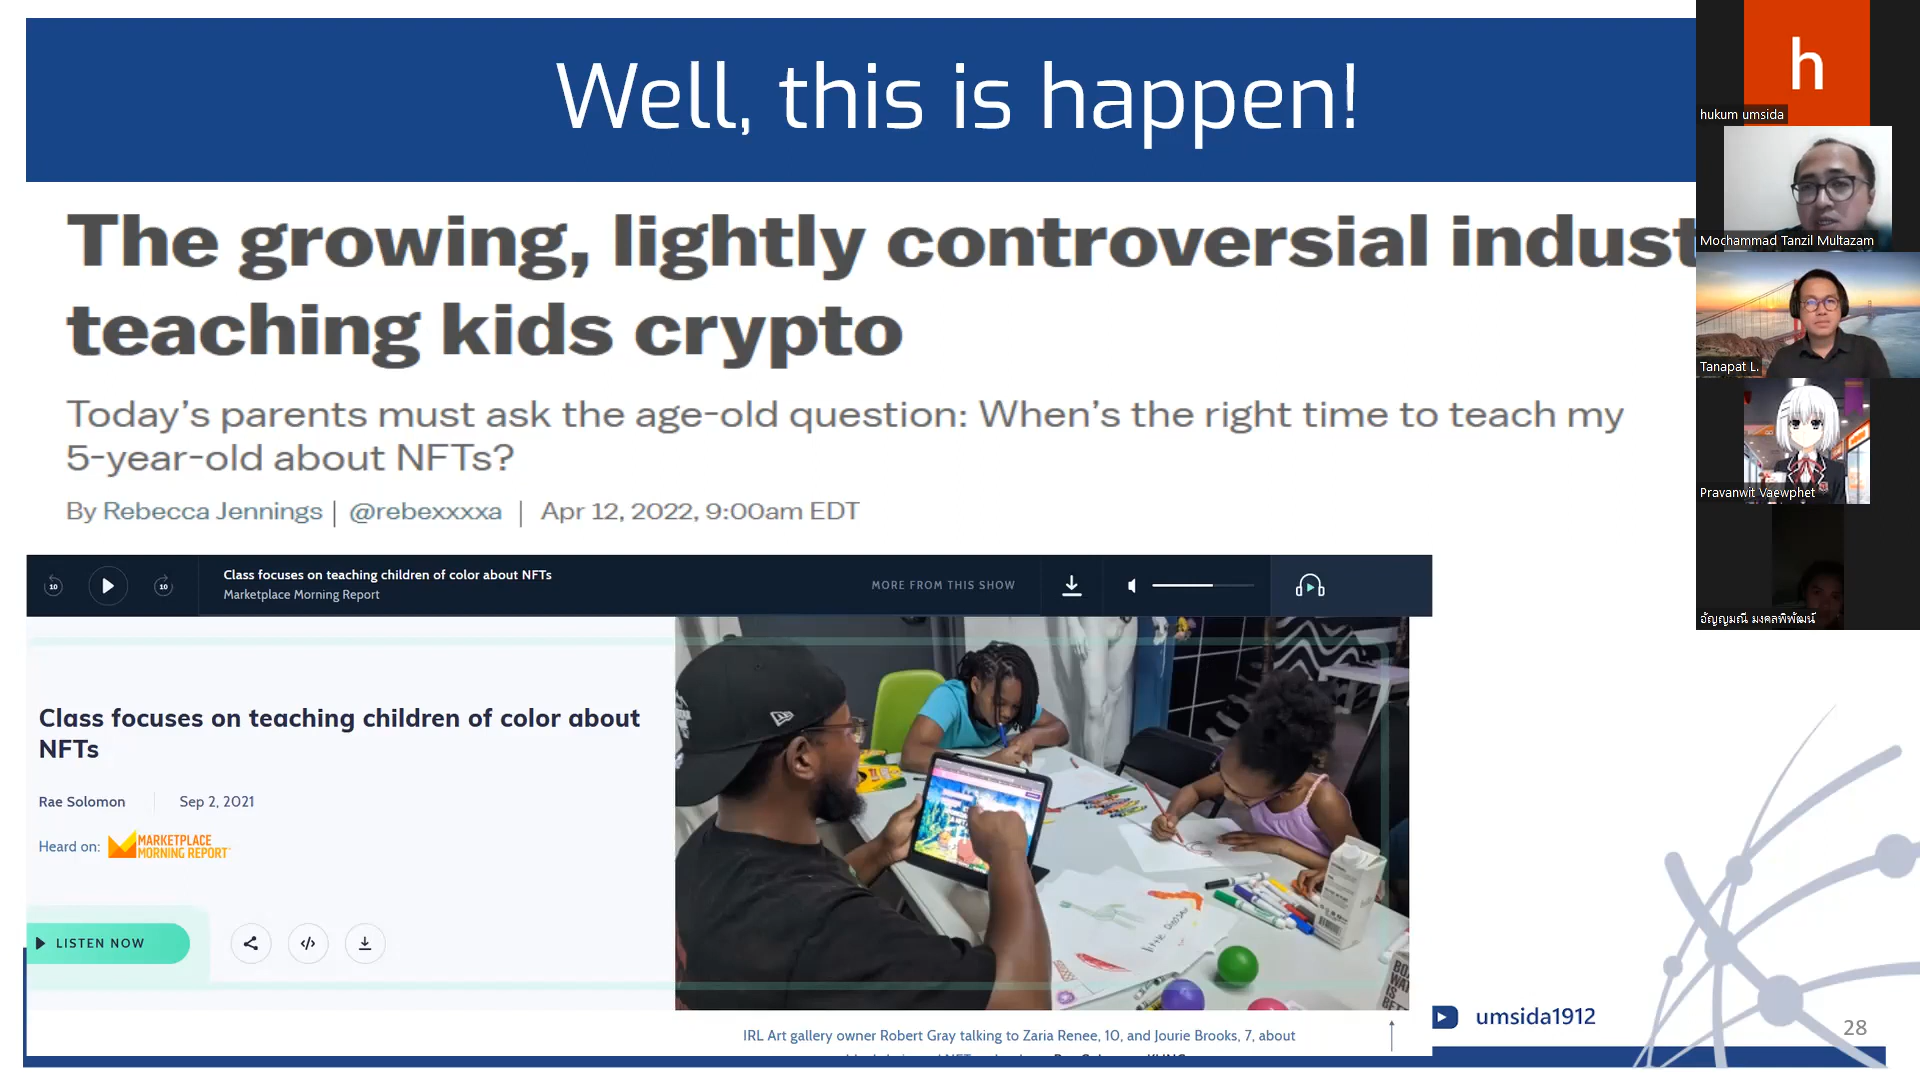 Well, this is happen!
The growing, lightly controversial indust
teaching kids crypto
Today's parents must ask the age-old question: When's the right time to teach my
5-year-old about NFTs?
By Rebecca Jennings | @rebexxxxa | Apr 12, 2022, 9:00am EDT
10
10
Class focuses on teaching children of color about NFTs
Marketplace Morning Report
MORE FROM THIS SHOW
Class focuses on teaching children of color about
NFTs
Rae Solomon
Sep 2, 2021
Heard on:
MARKETPLACE
MORNING REPORT
LISTEN NOW
little Dinosaur
IRL Art gallery owner Robert Gray talking to Zaria Renee, 10, and Jourie Brooks, 7, about
umsida1912
28
h
hukum umsida
Mochammad Tanzil Multazam
Tanapat L.
Pravanwit Vaewphet
อัญญมณี มงคลพิพัฒน์